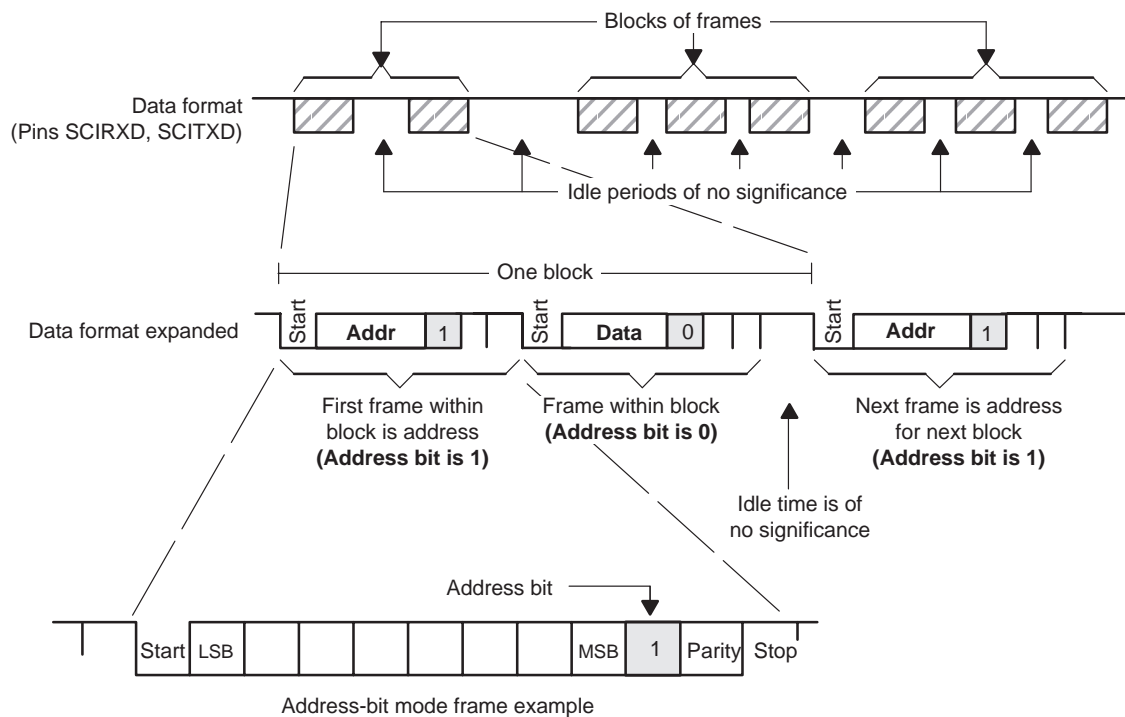 Blocks of frames
Data format
(Pins SCIRXD, SCITXD)
Idle periods of no significance
One block
Data format expanded
Start
Addr
1
Start
Data
0
Start
Addr
1
First frame within
block is address
(Address bit is 1)
Frame within block
(Address bit is 0)
Next frame is address
for next block
(Address bit is 1)
Idle time is of
no significance
Address bit
Start LSB MSB 1 Parity Stop
Address-bit mode frame example